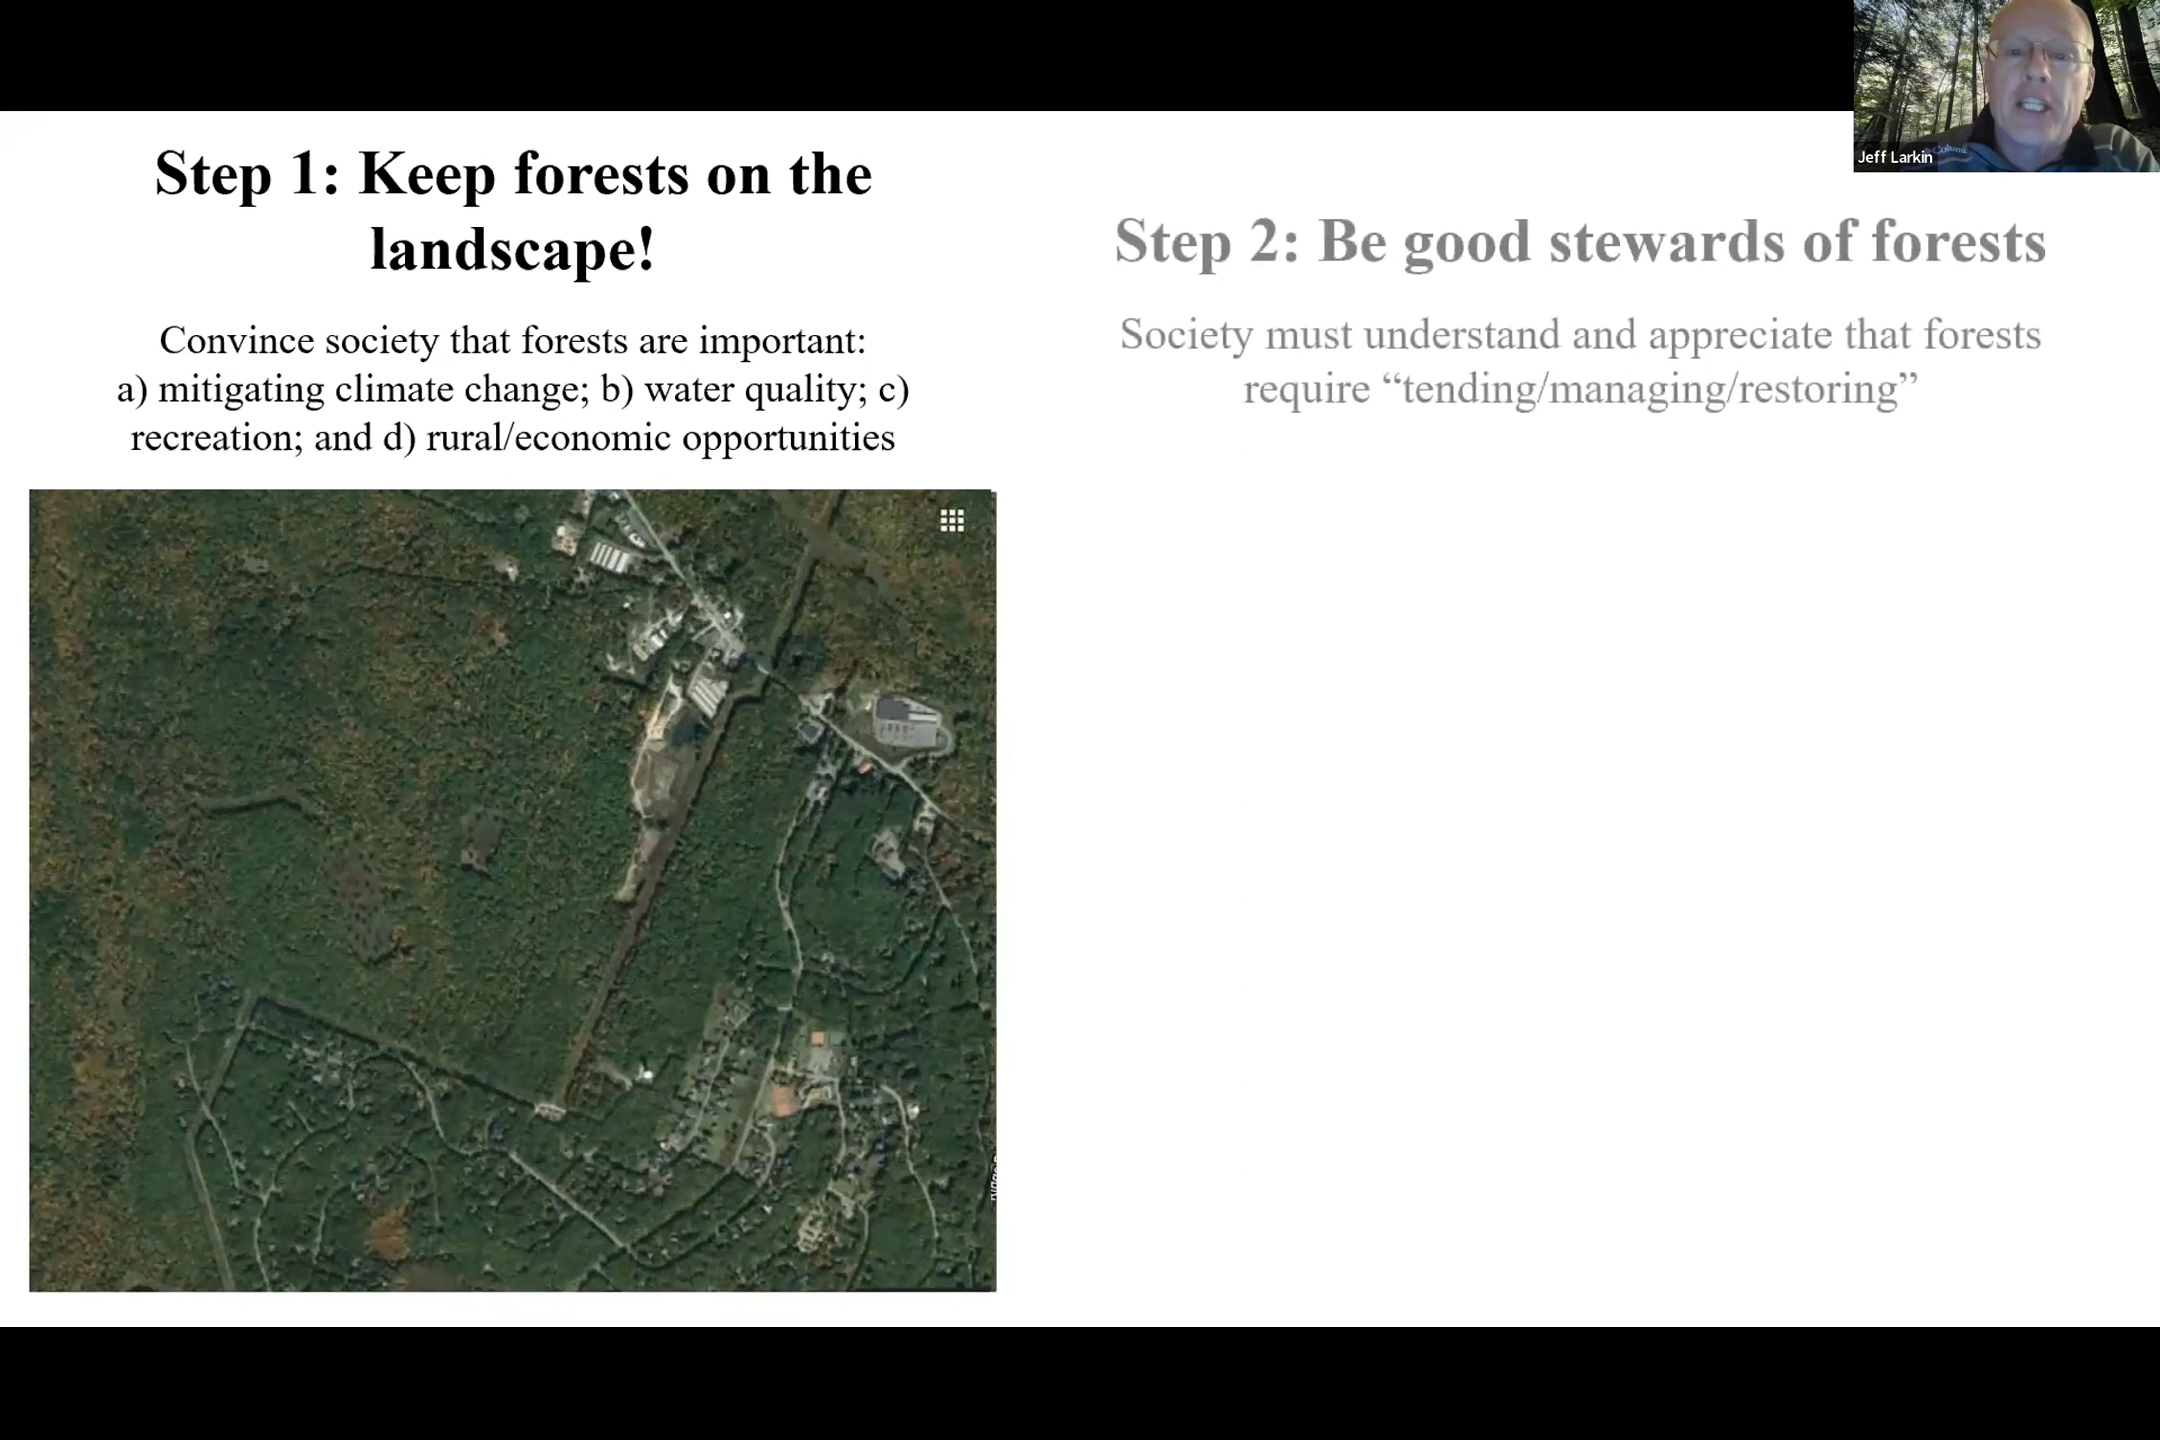 Step 1: Keep forests on the
landscape!
Convince society that forests are important:
a) mitigating climate change; b) water quality; c)
recreation; and d) rural/economic opportunities
Step 2: Be good stewards of forests
Society must understand and appreciate that forests
require “tending/managing/restoring”
Jeff Larkin